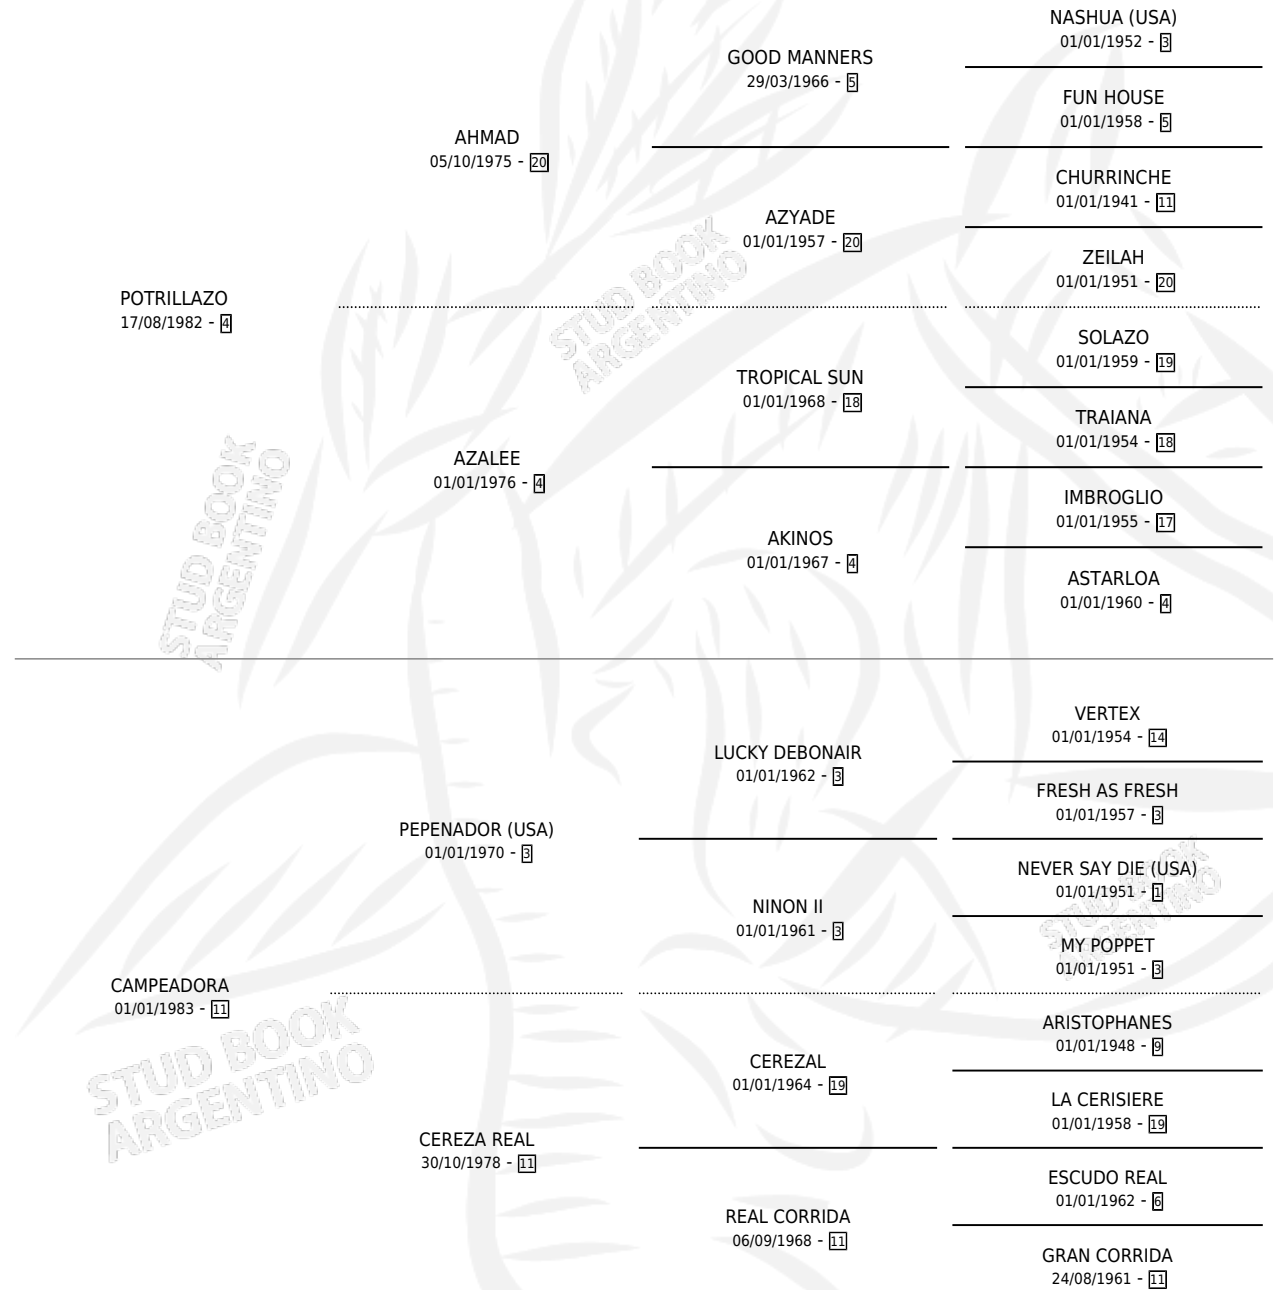 NASHUA (USA)
01/01/1952 - 3
GOOD MANNERS
29/03/1966 - 5
FUN HOUSE
01/01/1958 - 5
AHMAD
05/10/1975 - 20
CHURRINCHE
01/01/1941 - 11
AZYADE
01/01/1957 - 20
ZEILAH
01/01/1951 - 20
POTRILLAZO
17/08/1982 - 4
SOLAZO
01/01/1959 - 19
TROPICAL SUN
01/01/1968 - 18
TRAIANA
01/01/1954 - 18
AZALEE
01/01/1976 - 4
IMBROGLIO
01/01/1955 - 17
AKINOS
01/01/1967 - 4
ASTARLOA
01/01/1960 - 4
STUD BOOK
ARGENTINO
STUD BOOK
ARGENTINO
VERTEX
01/01/1954 - 14
LUCKY DEBONAIR
01/01/1962 - 3
FRESH AS FRESH
01/01/1957 - 3
PEPENADOR (USA)
01/01/1970 - 3
NEVER SAY DIE (USA)
01/01/1951 - 1
NINON II
01/01/1961 - 3
MY POPPET
01/01/1951 - 3
CAMPEADORA
01/01/1983 - 11
ARISTOPHANES
01/01/1948 - 9
CEREZAL
01/01/1964 - 19
LA CERISIERE
01/01/1958 - 19
CEREZA REAL
30/10/1978 - 11
ESCUDO REAL
01/01/1962 - 6
REAL CORRIDA
06/09/1968 - 11
GRAN CORRIDA
24/08/1961 - 11
STUD BOOK
ARGENTINO
STUD BOOK
ARGENTINO